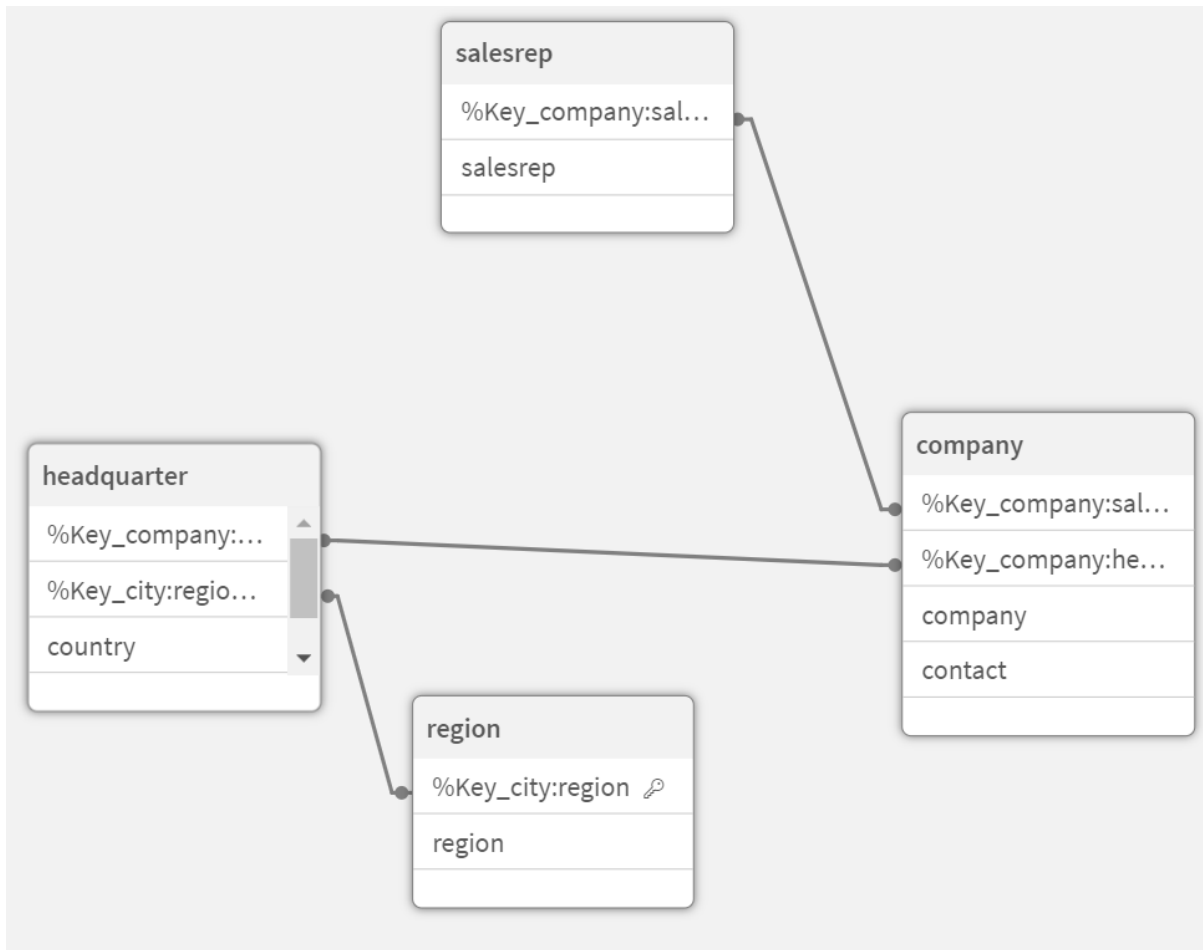 salesrep
%Key_company:sal...
salesrep
headquarter
%Key_company:...
%Key_city:regio...
country
company
%Key_company:sal...
%Key_company:he...
company
contact
region
%Key_city:region
region